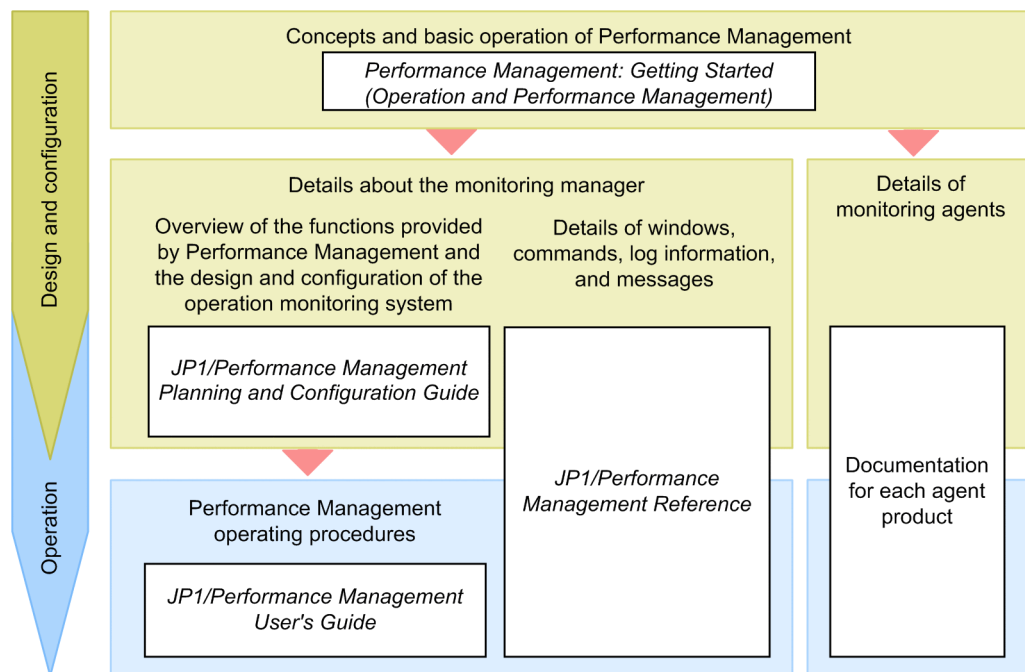 Design and configuration
Operation
Concepts and basic operation of Performance Management
Performance Management: Getting Started
(Operation and Performance Management)
Details about the monitoring manager
Overview of the functions provided
by Performance Management and
the design and configuration of the
operation monitoring system
JP1/Performance Management
Planning and Configuration Guide
Details of windows,
commands, log information,
and messages
JP1/Performance
Management Reference
Performance Management
operating procedures
JP1/Performance Management
User's Guide
Details of
monitoring agents
Documentation
for each agent
product